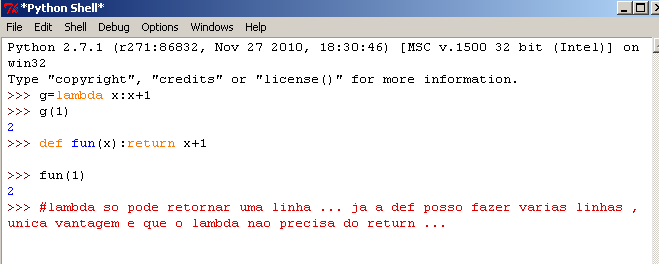 *Python Shell*
File Edit Shell Debug Options Windows Help
Python 2.7.1 (r271:86832, Nov 27 2010, 18:30:46) [MSC v.1500 32 bit (Intel)] on
win32
Type "copyright", "credits" or "license()" for more information.
>>> g=lambda x:x+1
>>> g(1)
2
>>> def fun(x):return x+1
>>> fun(1)
2
>>> #lambda so pode retornar uma linha ... ja a def posso fazer varias linhas ,
unica vantagem e que o lambda nao precisa do return ...